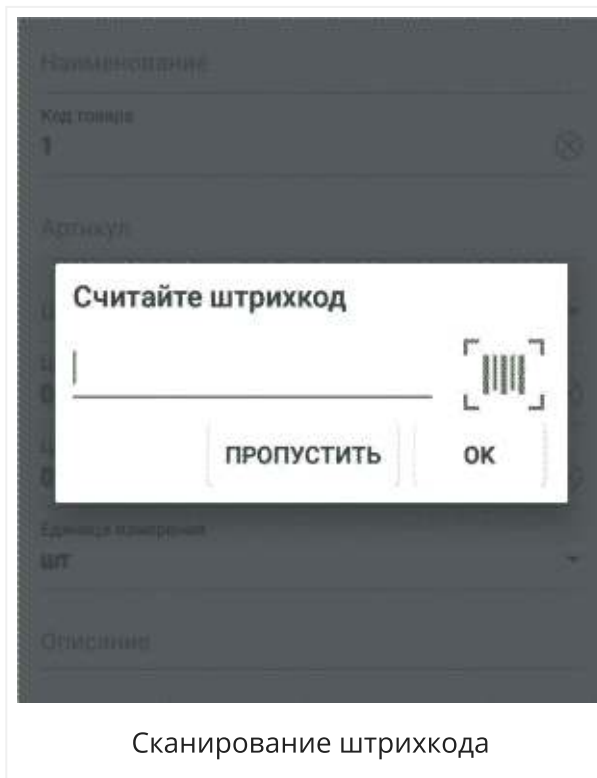 Наименование
Код товара
1
Артикул
Считайте штрихкод
ПРОПУСТИТЬ
ОК
Единица измерения
шт
Описание
Сканирование штрихкода